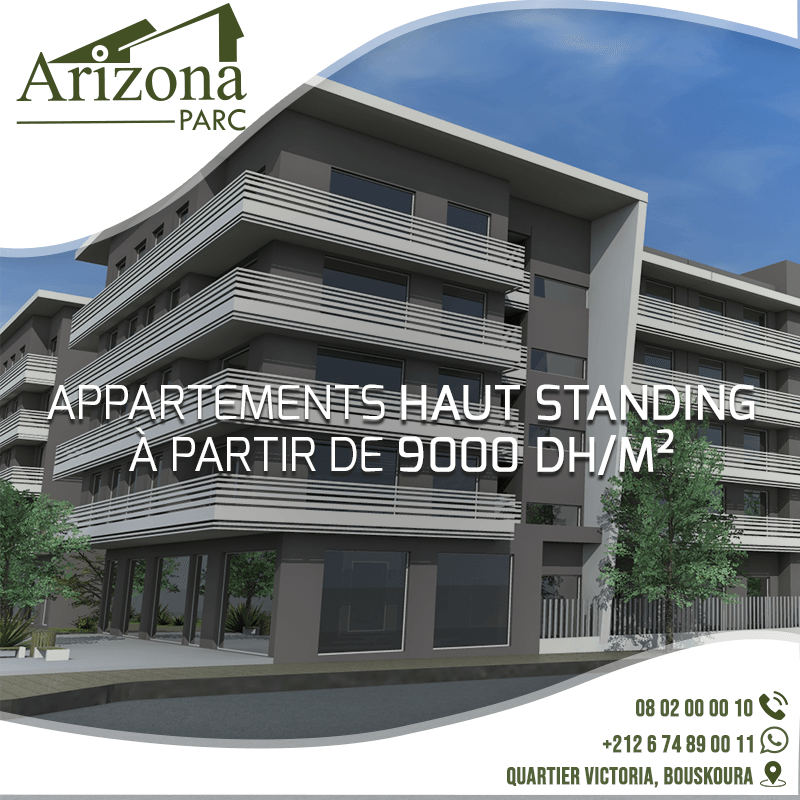 Arizona
PARC
APPARTEMENTS HAUT STANDING
À PARTIR DE 9000 DH/M²
08 02 00 00 10
+212 6 74 89 00 11
QUARTIER VICTORIA, BOUSKOURA